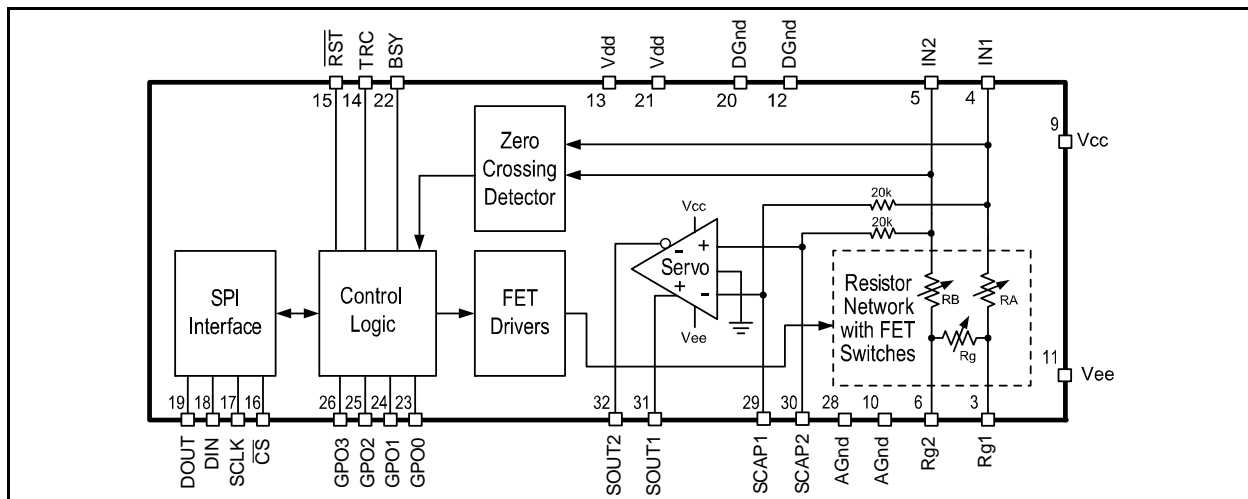 RST
TRC
BSY
Vdd
Vdd
DGnd
DGnd
IN2
IN1
15
14
22
13
21
20
12
5
4
9
Vcc
Zero
Crossing
Detector
20k
20k
Vcc
+
-
Servo
+
-
Vee
SPI
Interface
Control
Logic
FET
Drivers
Resistor
Network
with FET
Switches
RB
RA
Rg
11
Vee
19
18
17
16
26
25
24
23
32
31
29
30
28
10
6
3
DOUT
DIN
SCLK
CS
GPO3
GPO2
GPO1
GPO0
SOUT2
SOUT1
SCAP1
SCAP2
AGnd
AGnd
Rg2
Rg1